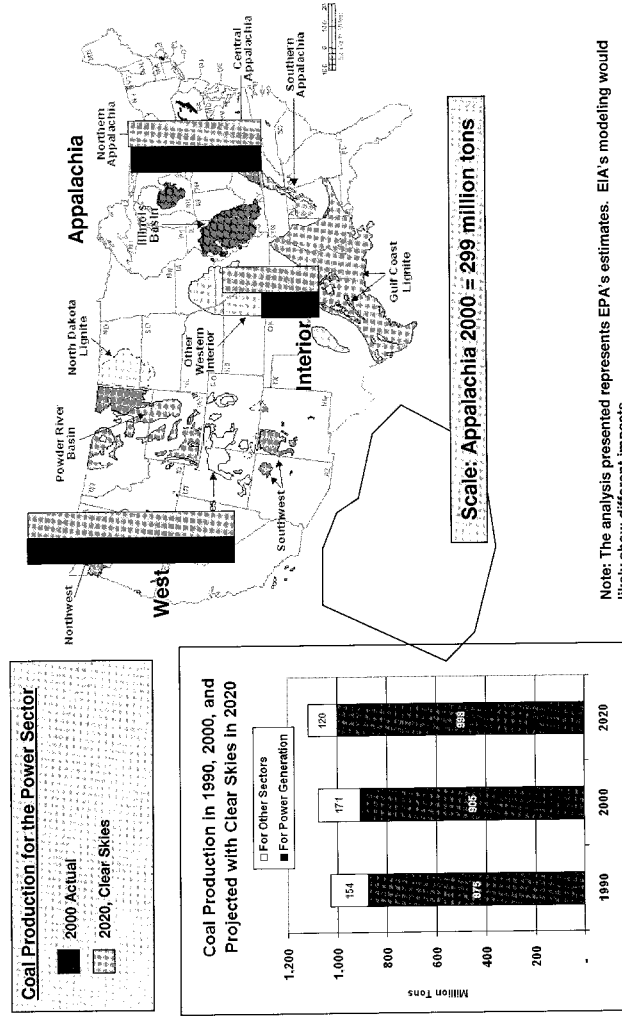 Coal Production for the Power Sector
2000 Actual
2020, Clear Skies
Coal Production in 1990, 2000, and
Projected with Clear Skies in 2020
For Other Sectors
For Power Generation
Million Tons
1,200
1,000
800
600
400
200
-
154
171
120
875
905
998
1990
2000
2020
Northwest
West
Powder River
Basin
North Dakota
Lignite
Southwest
Other
Western
Interior
Interior
Illinois
Basin
Appalachia
Northern
Appalachia
Central
Appalachia
Southern
Appalachia
Gulf Coast
Lignite
Scale: Appalachia 2000 = 299 million tons
Note: The analysis presented represents EPA's estimates. EIA's modeling would
likely show different impacts